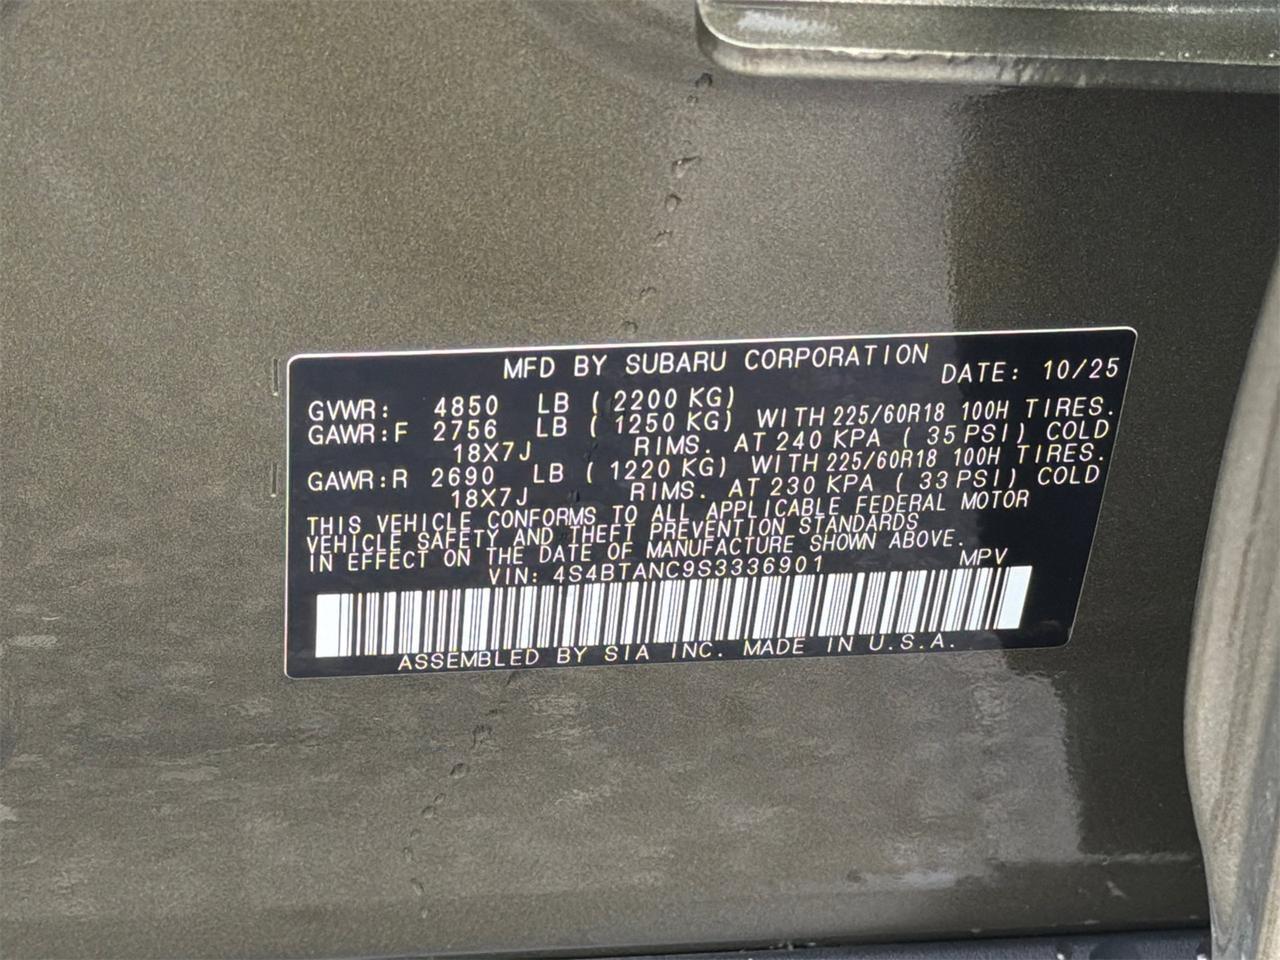 MFD BY SUBARU CORPORATION
DATE: 10/25
GVWR: 4850 LB ( 2200 KG)
GAWR:F 2756 LB ( 1250 KG) WITH 225/60R18 100H TIRES.
18X7J RIMS. AT 240 KPA ( 35 PSI) COLD
GAWR:R 2690 LB ( 1220 KG) WITH 225/60R18 100H TIRES.
18X7J RIMS. AT 230 KPA ( 33 PSI) COLD
THIS VEHICLE CONFORMS TO ALL APPLICABLE FEDERAL MOTOR
VEHICLE SAFETY AND THEFT PREVENTION STANDARDS
IN EFFECT ON THE DATE OF MANUFACTURE SHOWN ABOVE.
VIN: 4S4BTANC9S3336901 MPV
ASSEMBLED BY SIA INC. MADE IN U.S.A.